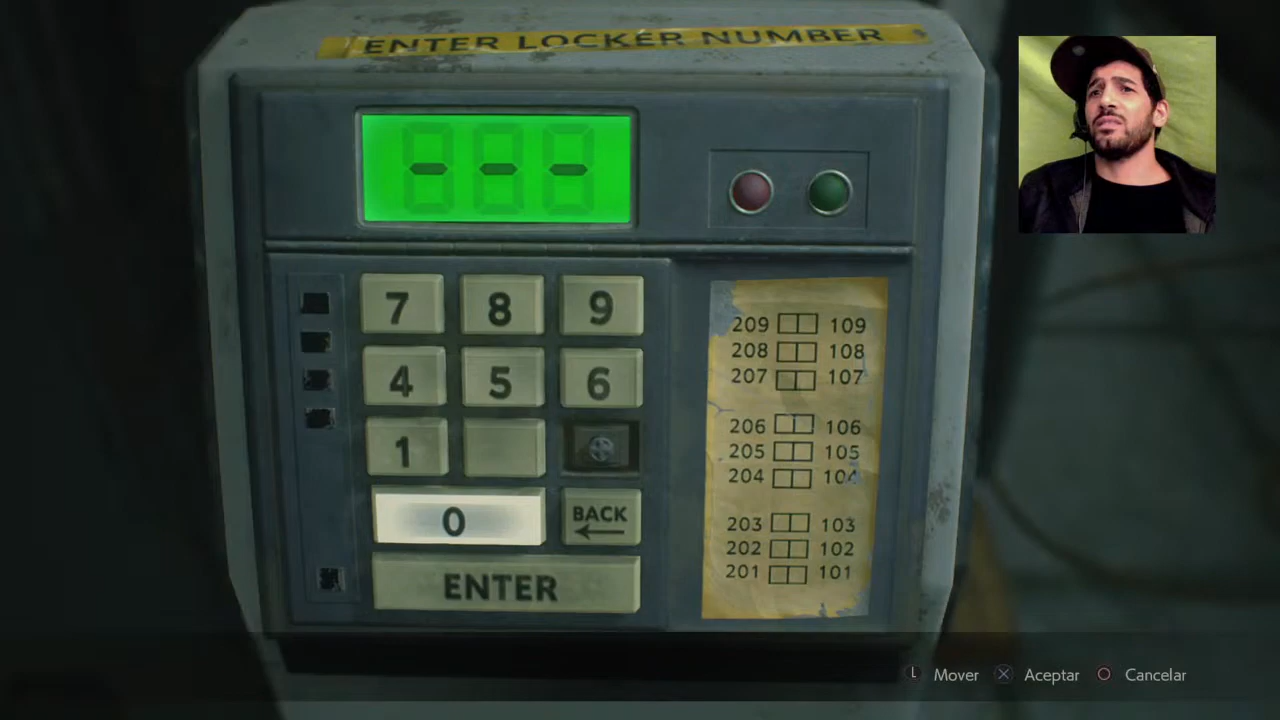 ENTER LOCKER NUMBER
7 8 9
4 5 6
1
0 BACK
ENTER
209 109
208 108
207 107
206 106
205 105
204 104
203 103
202 102
201 101
L Mover Aceptar Cancelar